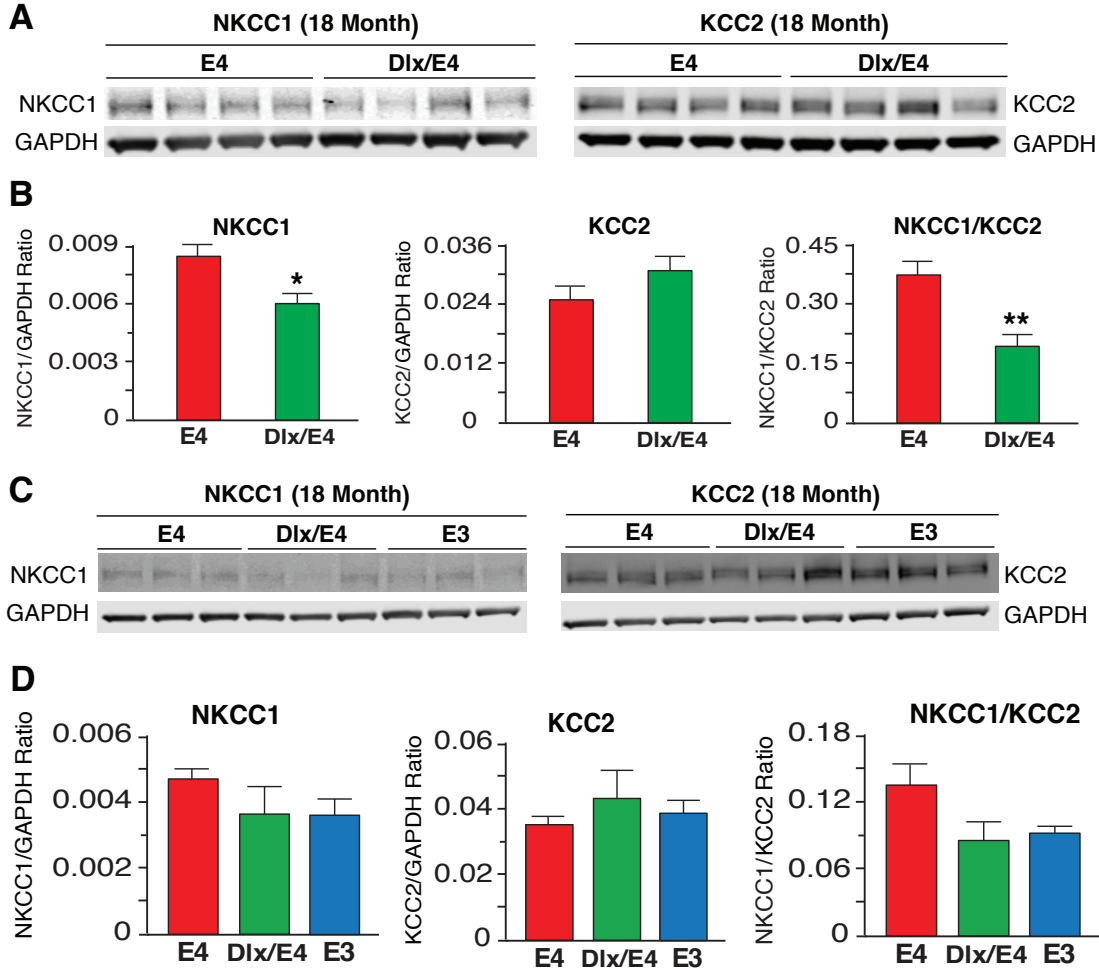 A
NKCC1 (18 Month)
KCC2 (18 Month)
E4
Dlx/E4
E4
Dlx/E4
NKCC1
KCC2
GAPDH
GAPDH
B
NKCC1
KCC2
NKCC1/KCC2
NKCC1/GAPDH Ratio
0.009
0.006
0.003
0
*
E4
Dlx/E4
KCC2/GAPDH Ratio
0.036
0.024
0.012
0
E4
Dlx/E4
NKCC1/KCC2 Ratio
0.45
0.30
0.15
0
**
E4
Dlx/E4
C
NKCC1 (18 Month)
KCC2 (18 Month)
E4
Dlx/E4
E3
E4
Dlx/E4
E3
NKCC1
KCC2
GAPDH
GAPDH
D
NKCC1
KCC2
NKCC1/KCC2
NKCC1/GAPDH Ratio
0.006
0.004
0.002
0
E4
Dlx/E4
E3
KCC2/GAPDH Ratio
0.06
0.04
0.02
0
E4
Dlx/E4
E3
NKCC1/KCC2 Ratio
0.18
0.12
0.06
0
E4
Dlx/E4
E3